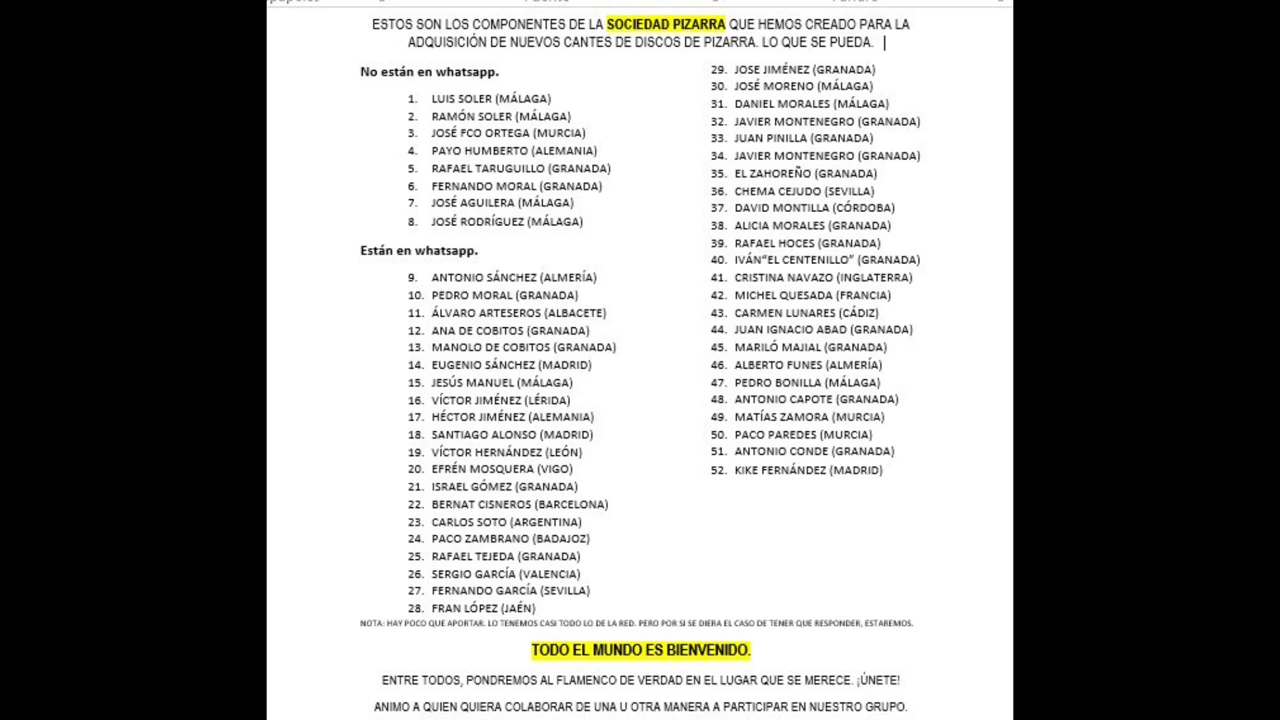 ESTOS SON LOS COMPONENTES DE LA SOCIEDAD PIZARRA QUE HEMOS CREADO PARA LA
ADQUISICIÓN DE NUEVOS CANTES DE DISCOS DE PIZARRA. LO QUE SE PUEDA.
No están en whatsapp.
1. LUIS SOLER (MÁLAGA)
2. RAMÓN SOLER (MÁLAGA)
3. JOSÉ FCO ORTEGA (MURCIA)
4. PAYO HUMBERTO (ALEMANIA)
5. RAFAEL TARUGUILLO (GRANADA)
6. FERNANDO MORAL (GRANADA)
7. JOSÉ AGUILERA (MÁLAGA)
8. JOSÉ RODRÍGUEZ (MÁLAGA)
Están en whatsapp.
9. ANTONIO SÁNCHEZ (ALMERÍA)
10. PEDRO MORAL (GRANADA)
11. ÁLVARO ARTESEROS (ALBACETE)
12. ANA DE COBITOS (GRANADA)
13. MANOLO DE COBITOS (GRANADA)
14. EUGENIO SÁNCHEZ (MADRID)
15. JESÚS MANUEL (MÁLAGA)
16. VÍCTOR JIMÉNEZ (LÉRIDA)
17. HÉCTOR JIMÉNEZ (ALEMANIA)
18. SANTIAGO ALONSO (MADRID)
19. VÍCTOR HERNÁNDEZ (LEÓN)
20. EFRÉN MOSQUERA (VIGO)
21. ISRAEL GÓMEZ (GRANADA)
22. BERNAT CISNEROS (BARCELONA)
23. CARLOS SOTO (ARGENTINA)
24. PACO ZAMBRANO (BADAJOZ)
25. RAFAEL TEJEDA (GRANADA)
26. SERGIO GARCÍA (VALENCIA)
27. FERNANDO GARCÍA (SEVILLA)
28. FRAN LÓPEZ (JAÉN)
29. JOSE JIMÉNEZ (GRANADA)
30. JOSÉ MORENO (MÁLAGA)
31. DANIEL MORALES (MÁLAGA)
32. JAVIER MONTENEGRO (GRANADA)
33. JUAN PINILLA (GRANADA)
34. JAVIER MONTENEGRO (GRANADA)
35. EL ZAHOREÑO (GRANADA)
36. CHEMA CEJUDO (SEVILLA)
37. DAVID MONTILLA (CÓRDOBA)
38. ALICIA MORALES (GRANADA)
39. RAFAEL HOCES (GRANADA)
40. IVÁN“EL CENTENILLO” (GRANADA)
41. CRISTINA NAVAZO (INGLATERRA)
42. MICHEL QUESADA (FRANCIA)
43. CARMEN LUNARES (CÁDIZ)
44. JUAN IGNACIO ABAD (GRANADA)
45. MARILÓ MAJIAL (GRANADA)
46. ALBERTO FUNES (ALMERÍA)
47. PEDRO BONILLA (MÁLAGA)
48. ANTONIO CAPOTE (GRANADA)
49. MATÍAS ZAMORA (MURCIA)
50. PACO PAREDES (MURCIA)
51. ANTONIO CONDE (GRANADA)
52. KIKE FERNÁNDEZ (MADRID)
NOTA: HAY POCO QUE APORTAR. LO TENEMOS CASI TODO LO DE LA RED. PERO POR SI SE DIERA EL CASO DE TENER QUE RESPONDER, ESTAREMOS.
TODO EL MUNDO ES BIENVENIDO.
ENTRE TODOS, PONDREMOS AL FLAMENCO DE VERDAD EN EL LUGAR QUE SE MERECE. ¡ÚNETE!
ANIMO A QUIEN QUIERA COLABORAR DE UNA U OTRA MANERA A PARTICIPAR EN NUESTRO GRUPO.